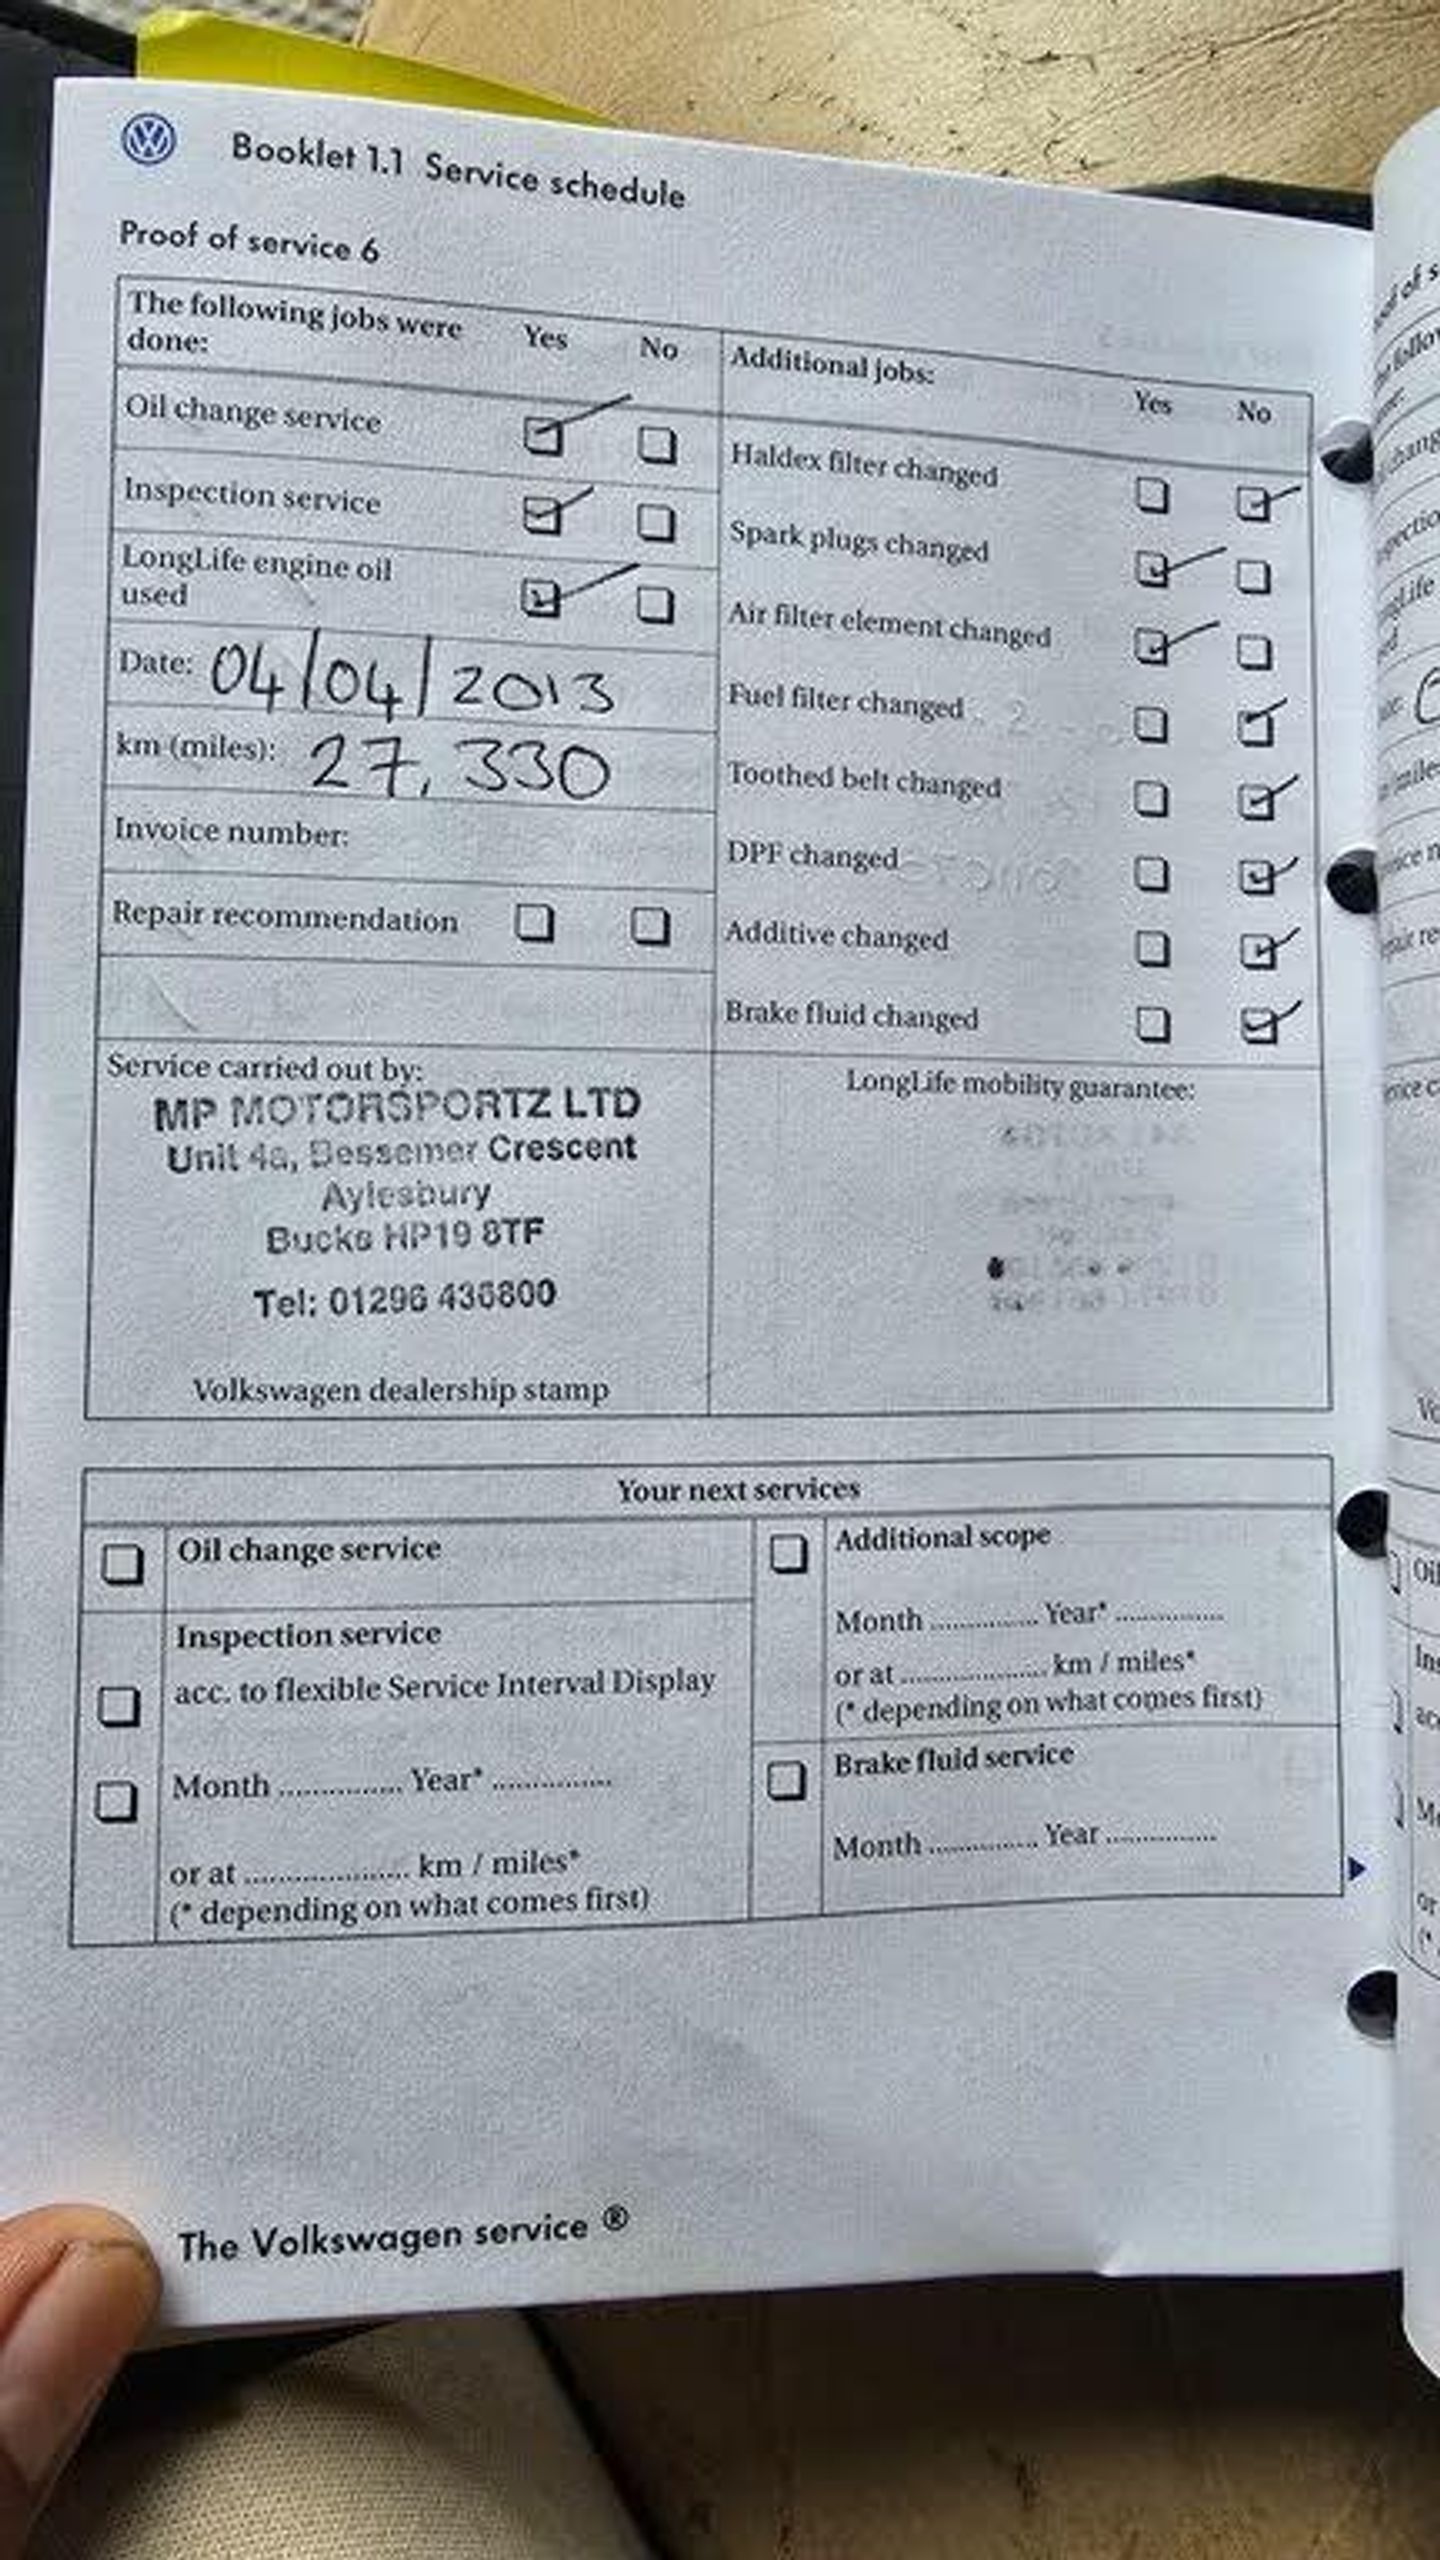 Booklet 1.1 Service schedule
Proof of service 6
The following jobs were done: Yes No
Oil change service
Inspection service
LongLife engine oil used
Date: 04/04/2013
km (miles): 27,330
Invoice number:
Repair recommendation
Additional jobs: Yes No
Haldex filter changed
Spark plugs changed
Air filter element changed
Fuel filter changed
Toothed belt changed
DPF changed
Additive changed
Brake fluid changed
Service carried out by:
MP MOTORSPORTZ LTD
Unit 4a, Bessemer Crescent
Aylesbury
Bucks HP19 8TF
Tel: 01296 436800
Volkswagen dealership stamp
LongLife mobility guarantee:
Your next services
Oil change service
Inspection service
acc. to flexible Service Interval Display
Month .............. Year* ..............
or at .................... km / miles*
(* depending on what comes first)
Additional scope
Month .............. Year* ..............
or at .................... km / miles*
(* depending on what comes first)
Brake fluid service
Month .............. Year ..............
The Volkswagen service ®